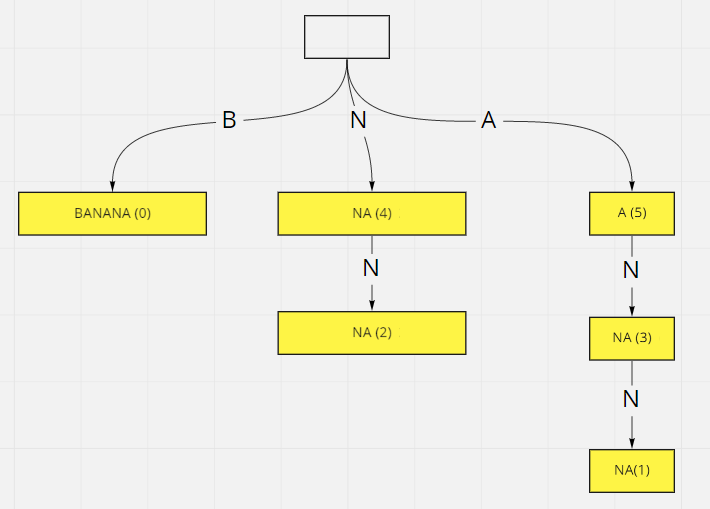 B N A
BANANA (0)
NA (4)
A (5)
N
N
NA (2)
NA (3)
N
NA(1)